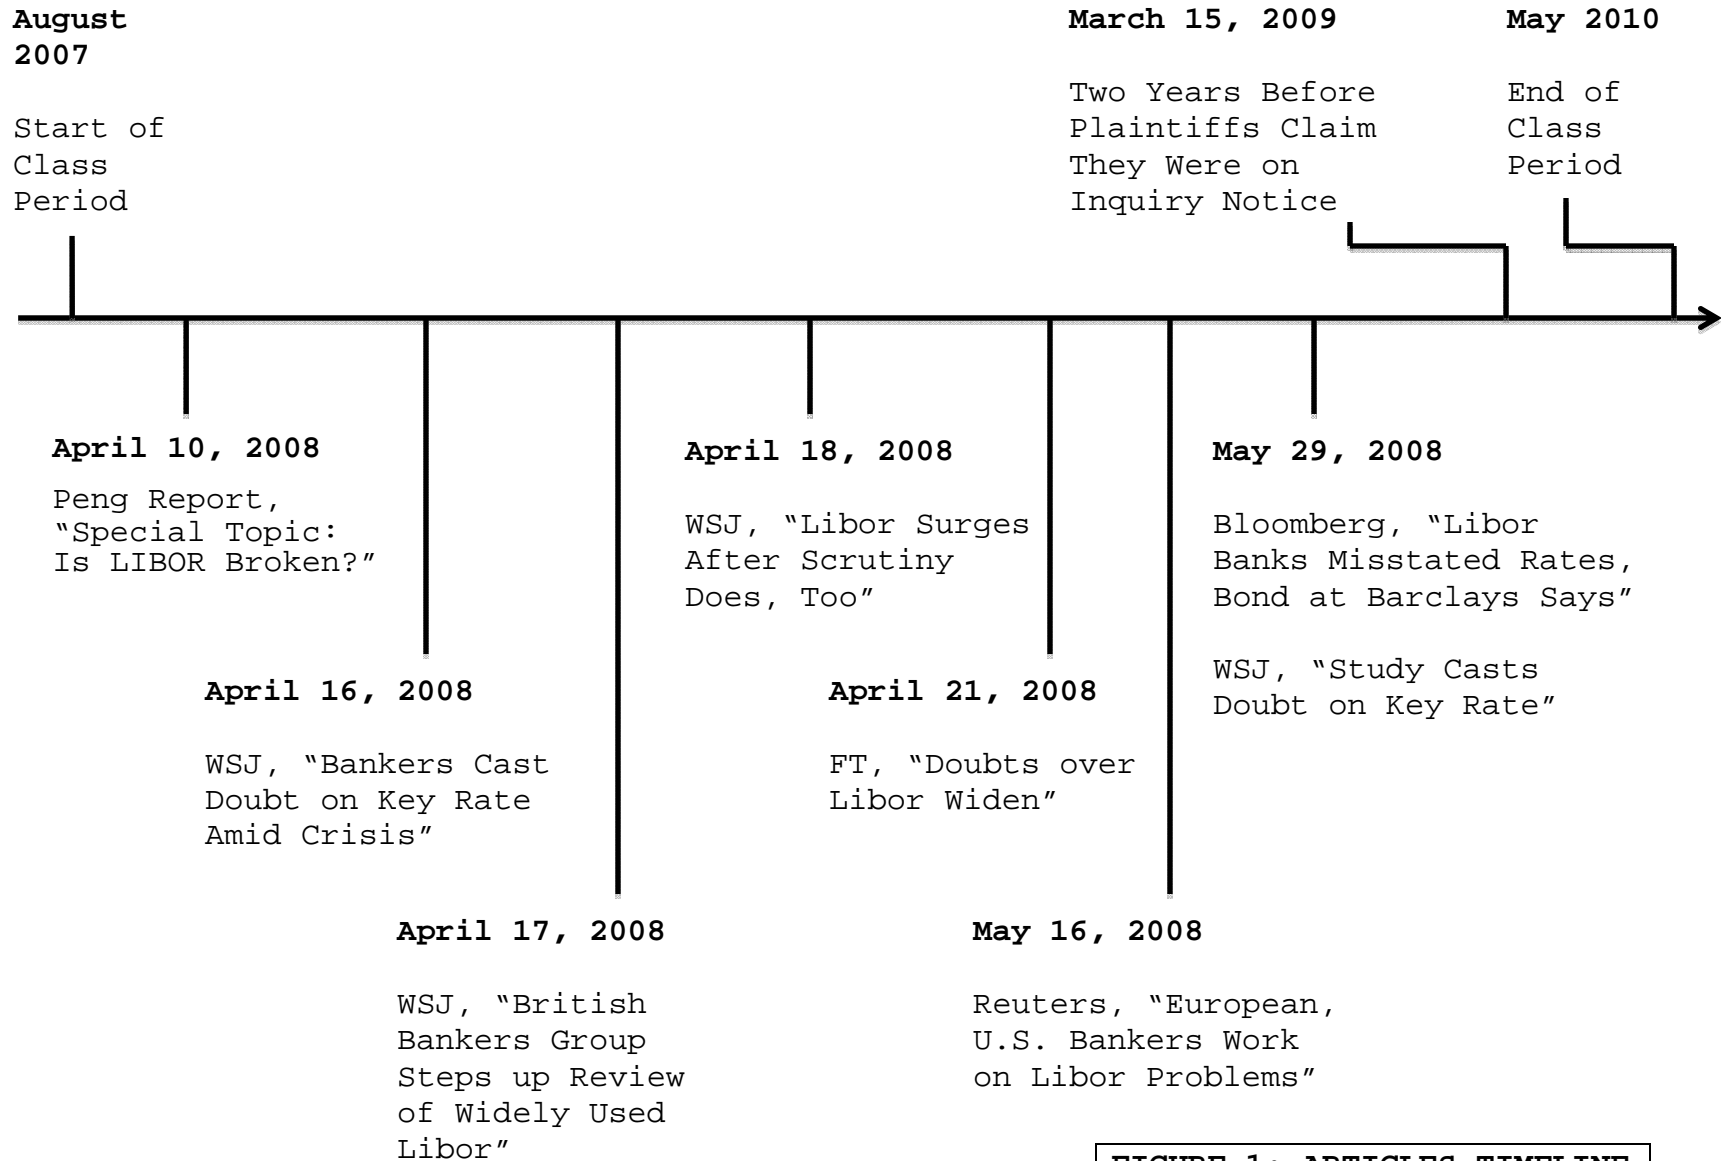 August
2007
Start of
Class
Period
March 15, 2009
Two Years Before
Plaintiffs Claim
They Were on
Inquiry Notice
May 2010
End of
Class
Period
April 10, 2008
Peng Report,
“Special Topic:
Is LIBOR Broken?”
April 16, 2008
WSJ, “Bankers Cast
Doubt on Key Rate
Amid Crisis”
April 17, 2008
WSJ, “British
Bankers Group
Steps up Review
of Widely Used
Libor”
April 18, 2008
WSJ, “Libor Surges
After Scrutiny
Does, Too”
April 21, 2008
FT, “Doubts over
Libor Widen”
May 16, 2008
Reuters, “European,
U.S. Bankers Work
on Libor Problems”
May 29, 2008
Bloomberg, “Libor
Banks Misstated Rates,
Bond at Barclays Says”
WSJ, “Study Casts
Doubt on Key Rate”
FIGURE 1: ARTICLES TIMELINE